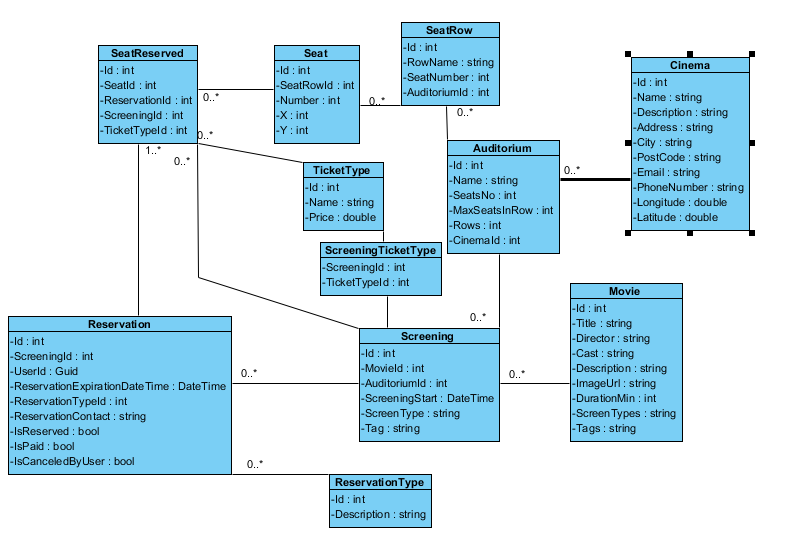 SeatReserved
-Id : int
-SeatId : int
-ReservationId : int
-ScreeningId : int
-TicketTypeId : int
0..*
0..*
1..*
0..*
Seat
-Id : int
-SeatRowId : int
-Number : int
-X : int
-Y : int
0..*
SeatRow
-Id : int
-RowName : string
-SeatNumber : int
-AuditoriumId : int
0..*
Cinema
-Id : int
-Name : string
-Description : string
-Address : string
-City : string
-PostCode : string
-Email : string
-PhoneNumber : string
-Longitude : double
-Latitude : double
Auditorium
-Id : int
-Name : string
-SeatsNo : int
-MaxSeatsInRow : int
-Rows : int
-CinemaId : int
0..*
TicketType
-Id : int
-Name : string
-Price : double
ScreeningTicketType
-ScreeningId : int
-TicketTypeId : int
0..*
Reservation
-Id : int
-ScreeningId : int
-UserId : Guid
-ReservationExpirationDateTime : DateTime
-ReservationTypeId : int
-ReservationContact : string
-IsReserved : bool
-IsPaid : bool
-IsCanceledByUser : bool
0..*
0..*
Screening
-Id : int
-MovieId : int
-AuditoriumId : int
-ScreeningStart : DateTime
-ScreenType : string
-Tag : string
0..*
Movie
-Id : int
-Title : string
-Director : string
-Cast : string
-Description : string
-ImageUrl : string
-DurationMin : int
-ScreenTypes : string
-Tags : string
ReservationType
-Id : int
-Description : string